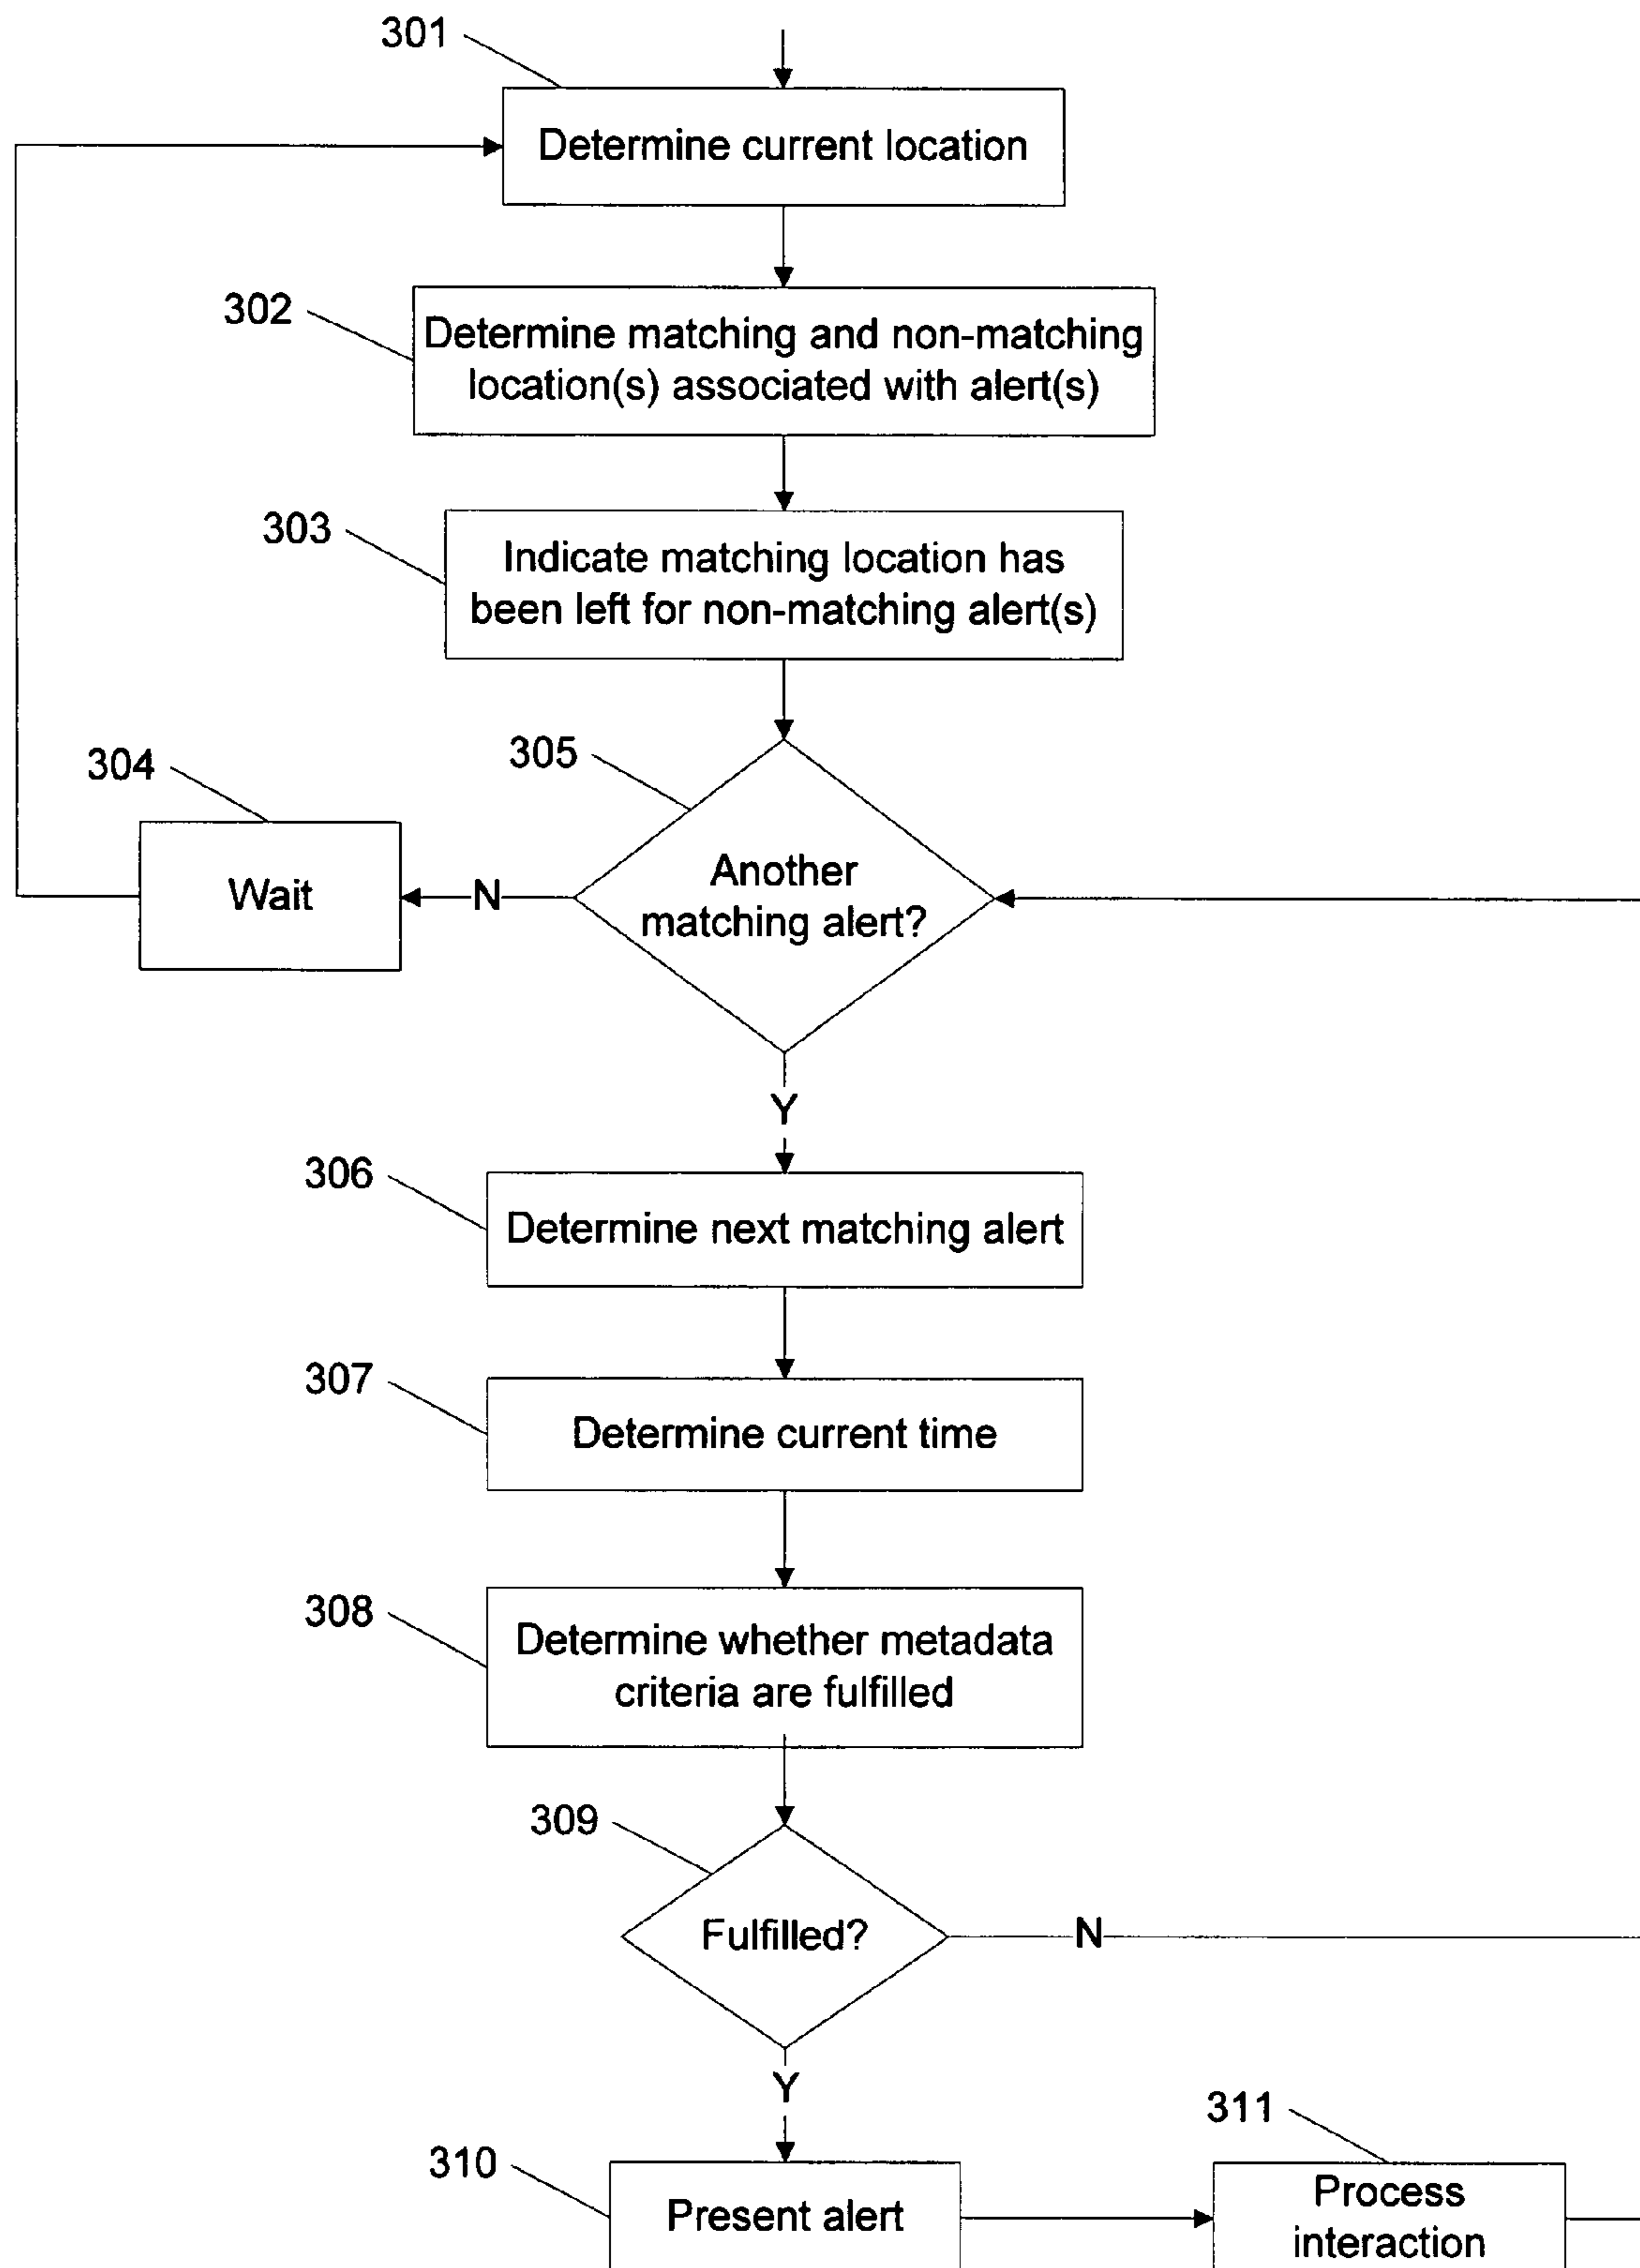 301
Determine current location
302
Determine matching and non-matching
location(s) associated with alert(s)
303
Indicate matching location has
been left for non-matching alert(s)
304
305
Wait
N
Another
matching alert?
Y
306
Determine next matching alert
307
Determine current time
308
Determine whether metadata
criteria are fulfilled
309
Fulfilled?
N
Y
310
Present alert
311
Process
interaction